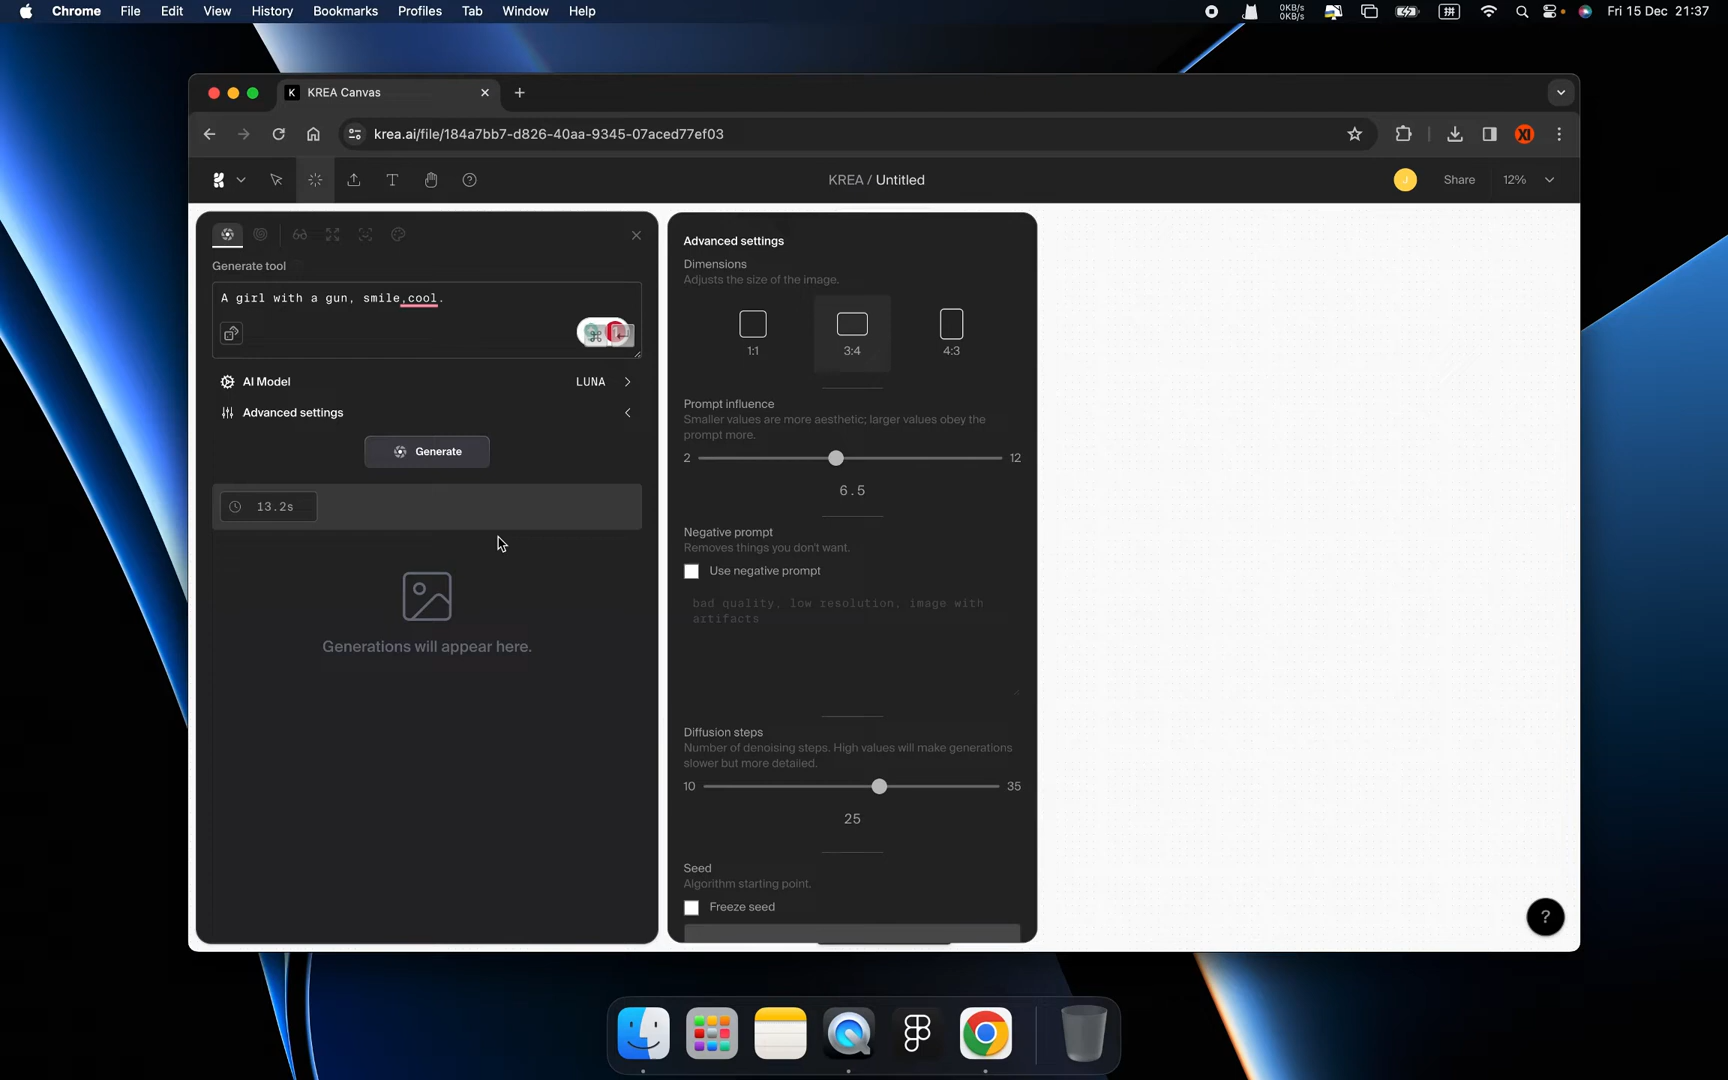 Chrome File Edit View History Bookmarks Profiles Tab Window Help 0KB/s 0KB/s Fri 15 Dec 21:37
K KREA Canvas
krea.ai/file/184a7bb7-d826-40aa-9345-07aced77ef03 XI
KREA / Untitled J Share 12%
Generate tool
A girl with a gun, smile,cool.
AI Model LUNA
Advanced settings
Generate
13.2s
Generations will appear here.
Advanced settings
Dimensions
Adjusts the size of the image.
1:1 3:4 4:3
Prompt influence
Smaller values are more aesthetic; larger values obey the
prompt more.
2 12
6.5
Negative prompt
Removes things you don't want.
Use negative prompt
bad quality, low resolution, image with
artifacts
Diffusion steps
Number of denoising steps. High values will make generations
slower but more detailed.
10 35
25
Seed
Algorithm starting point.
Freeze seed
?